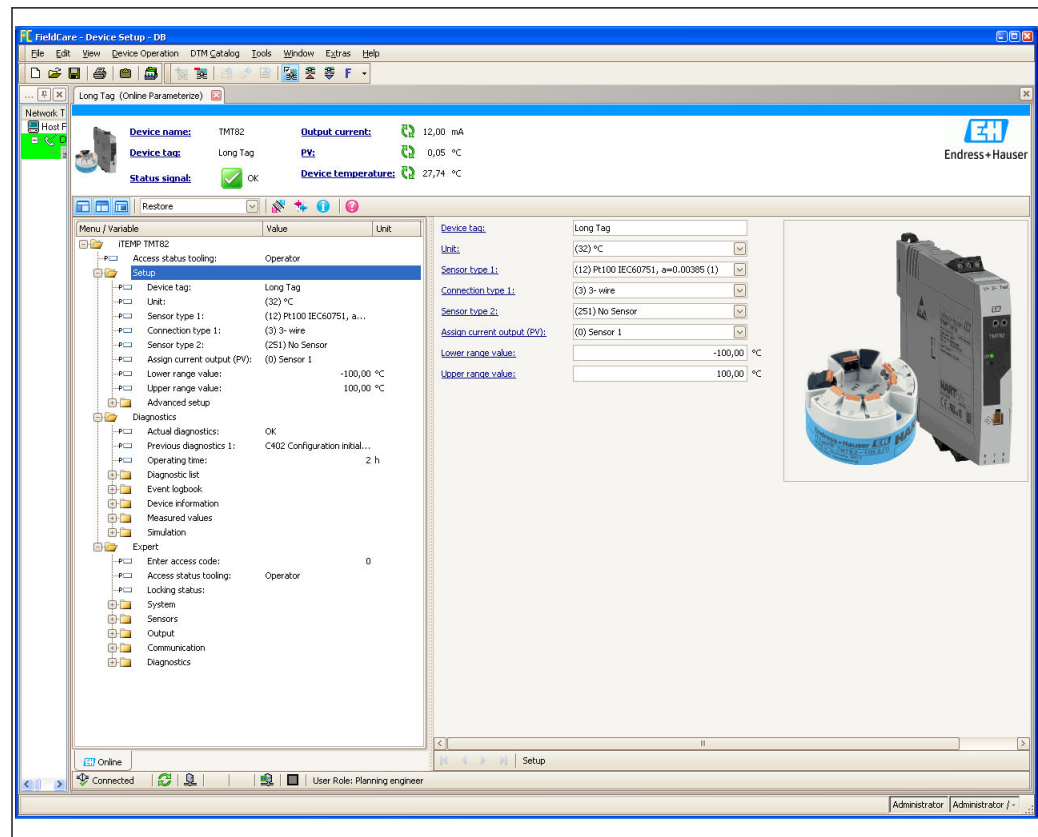 FieldCare - Device Setup - DB
File Edit View Device Operation DTM Catalog Tools Window Extras Help
F
...
Long Tag (Online Parameterize)
Network T
Host F
D
Device name: TMT82 Output current: 12,00 mA
Device tag: Long Tag PV: 0,05 °C
Status signal: OK Device temperature: 27,74 °C
EH
Endress+Hauser
Restore
Menu / Variable Value Unit
iTEMP TMT82
Access status tooling: Operator
Setup
Device tag: Long Tag
Unit: (32) °C
Sensor type 1: (12) Pt100 IEC60751, a...
Connection type 1: (3) 3- wire
Sensor type 2: (251) No Sensor
Assign current output (PV): (0) Sensor 1
Lower range value: -100,00 °C
Upper range value: 100,00 °C
Advanced setup
Diagnostics
Actual diagnostics: OK
Previous diagnostics 1: C402 Configuration initial...
Operating time: 2 h
Diagnostic list
Event logbook
Device information
Measured values
Simulation
Expert
Enter access code: 0
Access status tooling: Operator
Locking status:
System
Sensors
Output
Communication
Diagnostics
Device tag: Long Tag
Unit: (32) °C
Sensor type 1: (12) Pt100 IEC60751, a=0.00385 (1)
Connection type 1: (3) 3- wire
Sensor type 2: (251) No Sensor
Assign current output (PV): (0) Sensor 1
Lower range value: -100,00 °C
Upper range value: 100,00 °C
TMT82
HART
Endress+Hauser EH
HART
Online
Setup
Connected User Role: Planning engineer
Administrator Administrator / -